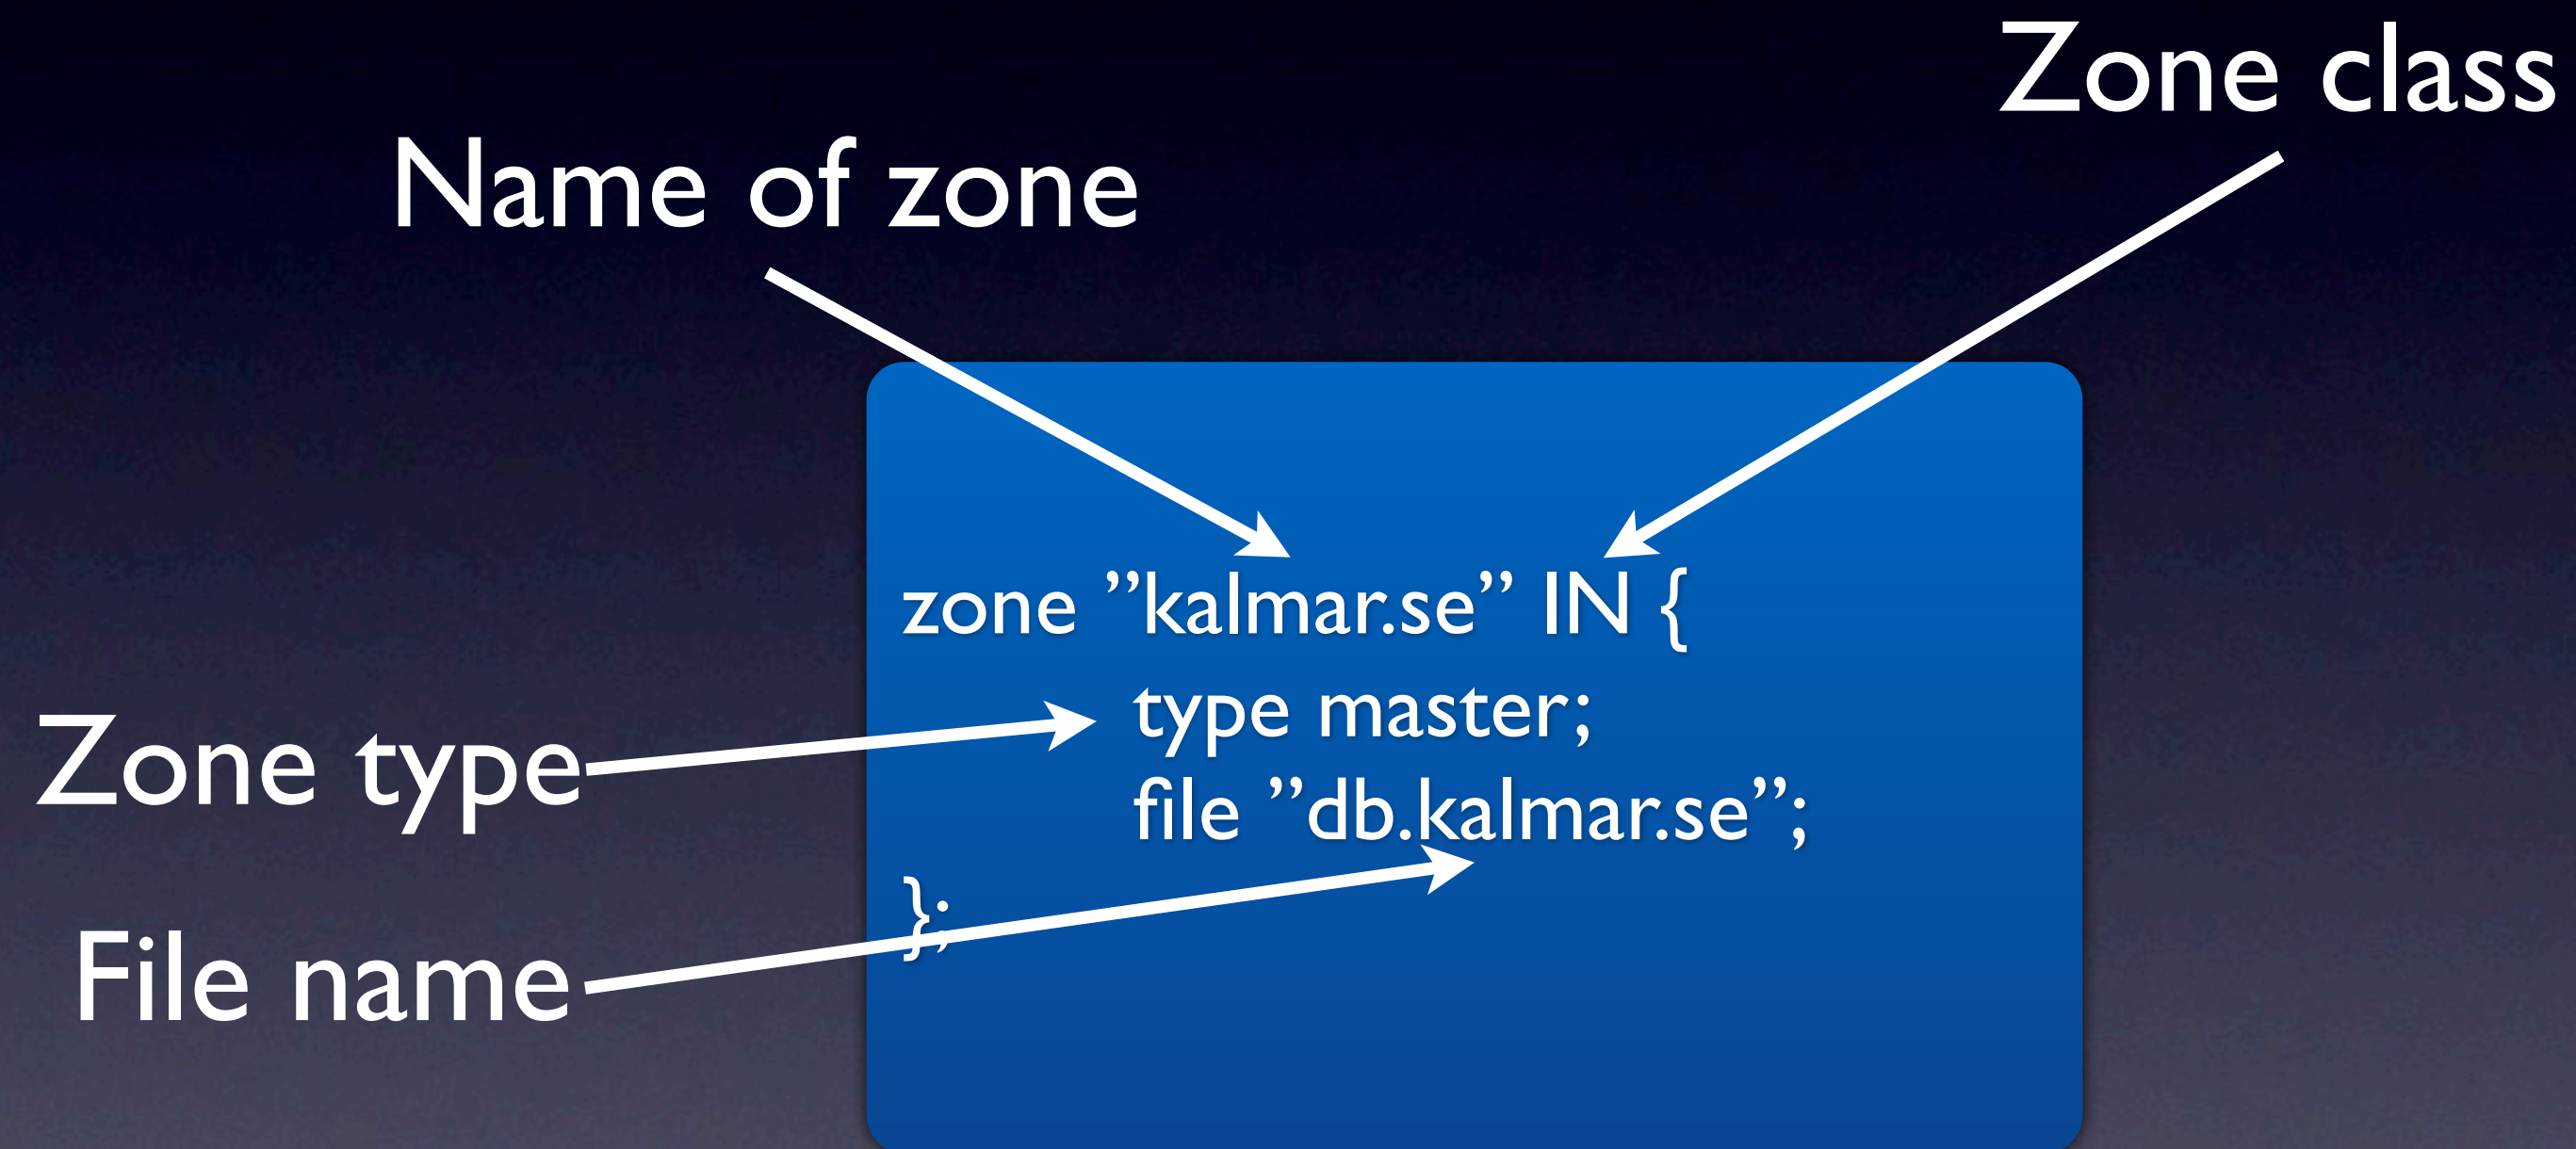 Zone class
Name of zone
zone ”kalmar.se” IN {
type master;
Zone type
file ”db.kalmar.se”;
};
File name